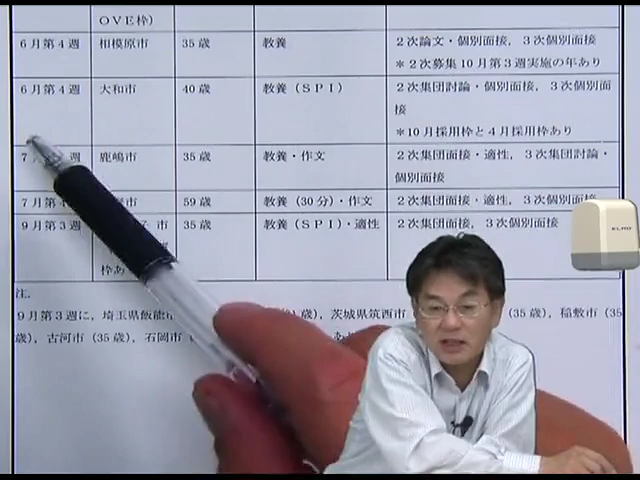 OVE枠）
6月第4週 相模原市 35歳 教養 2次論文・個別面接，3次個別面接
＊2次募集10月第3週実施の年あり
6月第4週 大和市 40歳 教養（SPI） 2次集団討論・個別面接，3次個別面
接
＊10月採用枠と4月採用枠あり
7 週 鹿嶋市 35歳 教養・作文 2次集団面接・適性，3次集団討論・
個別面接
7月第 市 59歳 教養（30分）・作文 2次集団面接・適性，3次個別面接
9月第3週 子市 35歳 教養（SPI）・適性 2次集団面接，3次個別面接
枠あ
注．
9月第3週に，埼玉県飯能市 歳），茨城県筑西市 （35歳），稲敷市（35
歳），古河市（35歳），石岡市（
ELMO